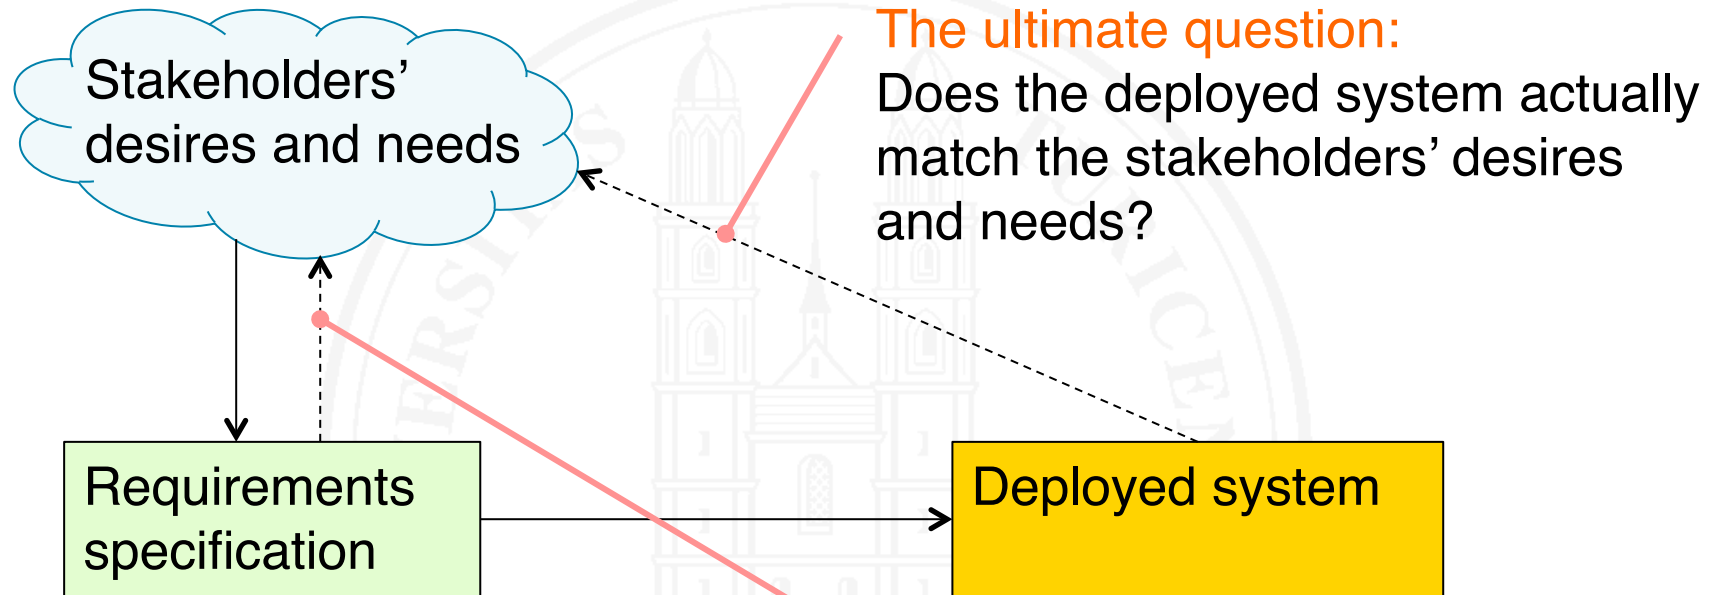 Stakeholders’
desires and needs
The ultimate question:
Does the deployed system actually
match the stakeholders’ desires
and needs?
Requirements
specification
Deployed system